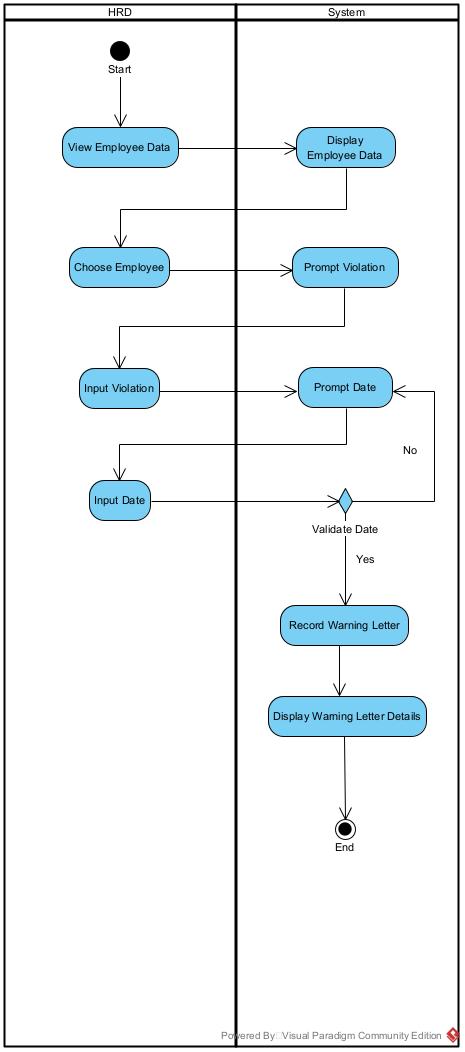 HRD
System
Start
View Employee Data
Display
Employee Data
Choose Employee
Prompt Violation
Input Violation
Prompt Date
No
Input Date
Validate Date
Yes
Record Warning Letter
Display Warning Letter Details
End
Powered By Visual Paradigm Community Edition